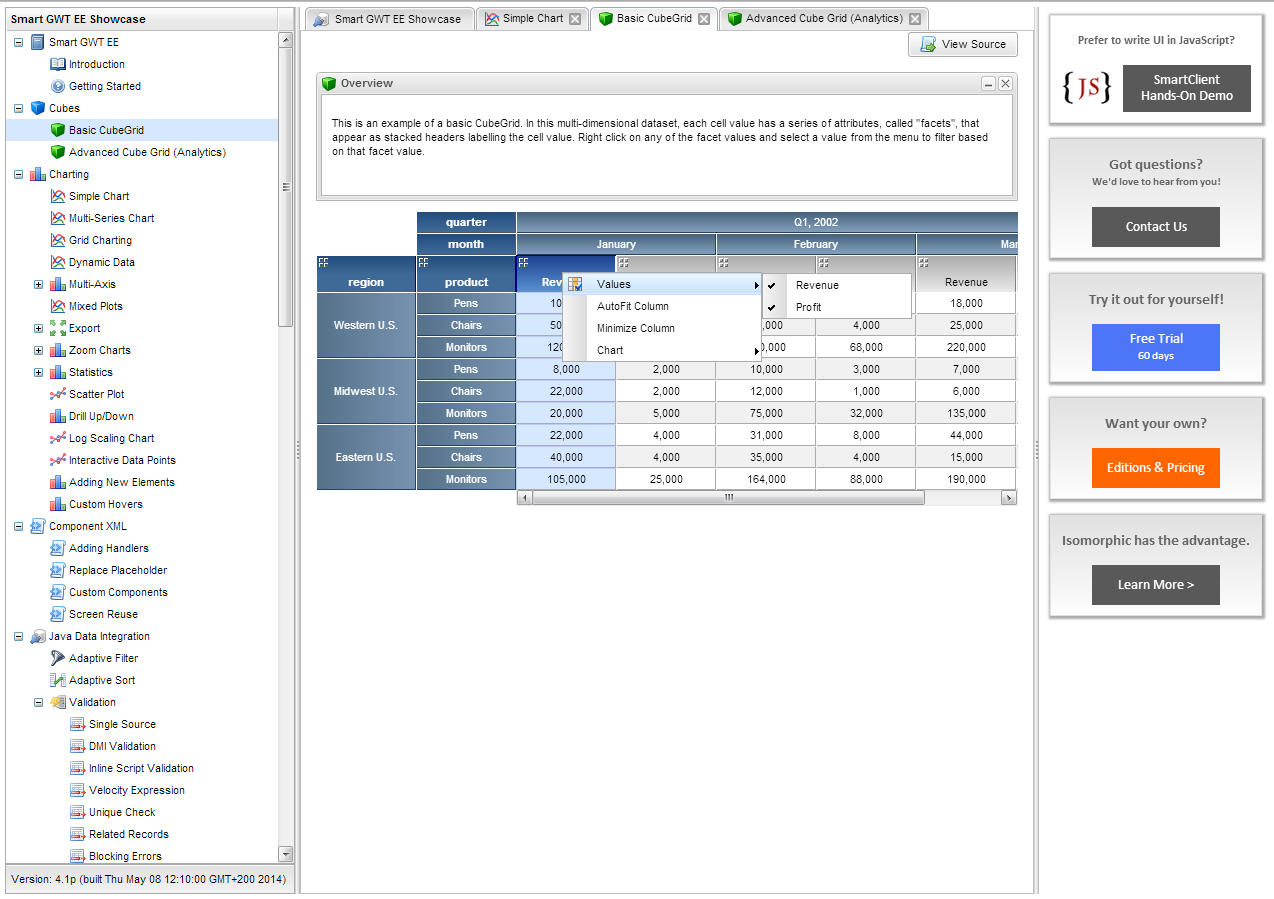 Smart GWT EE Showcase
Smart GWT EE
Introduction
Getting Started
Cubes
Basic CubeGrid
Advanced Cube Grid (Analytics)
Charting
Simple Chart
Multi-Series Chart
Grid Charting
Dynamic Data
Multi-Axis
Mixed Plots
Export
Zoom Charts
Statistics
Scatter Plot
Drill Up/Down
Log Scaling Chart
Interactive Data Points
Adding New Elements
Custom Hovers
Component XML
Adding Handlers
Replace Placeholder
Custom Components
Screen Reuse
Java Data Integration
Adaptive Filter
Adaptive Sort
Validation
Single Source
DMI Validation
Inline Script Validation
Velocity Expression
Unique Check
Related Records
Blocking Errors
Version: 4.1p (built Thu May 08 12:10:00 GMT+200 2014)
Smart GWT EE Showcase Simple Chart Basic CubeGrid Advanced Cube Grid (Analytics)
View Source
Overview
This is an example of a basic CubeGrid. In this multi-dimensional dataset, each cell value has a series of attributes, called "facets", that
appear as stacked headers labelling the cell value. Right click on any of the facet values and select a value from the menu to filter based
on that facet value.
quarter Q1, 2002
month January February Mar
region product Rev Revenue
Western U.S.
Pens 10 18,000
Chairs 50 ,000 4,000 25,000
Monitors 120 0,000 68,000 220,000
Midwest U.S.
Pens 8,000 2,000 10,000 3,000 7,000
Chairs 22,000 2,000 12,000 1,000 6,000
Monitors 20,000 5,000 75,000 32,000 135,000
Eastern U.S.
Pens 22,000 4,000 31,000 8,000 44,000
Chairs 40,000 4,000 35,000 4,000 15,000
Monitors 105,000 25,000 164,000 88,000 190,000
Values
AutoFit Column
Minimize Column
Chart
Revenue
Profit
Prefer to write UI in JavaScript?
{JS}
SmartClient
Hands-On Demo
Got questions?
We'd love to hear from you!
Contact Us
Try it out for yourself!
Free Trial
60 days
Want your own?
Editions & Pricing
Isomorphic has the advantage.
Learn More >